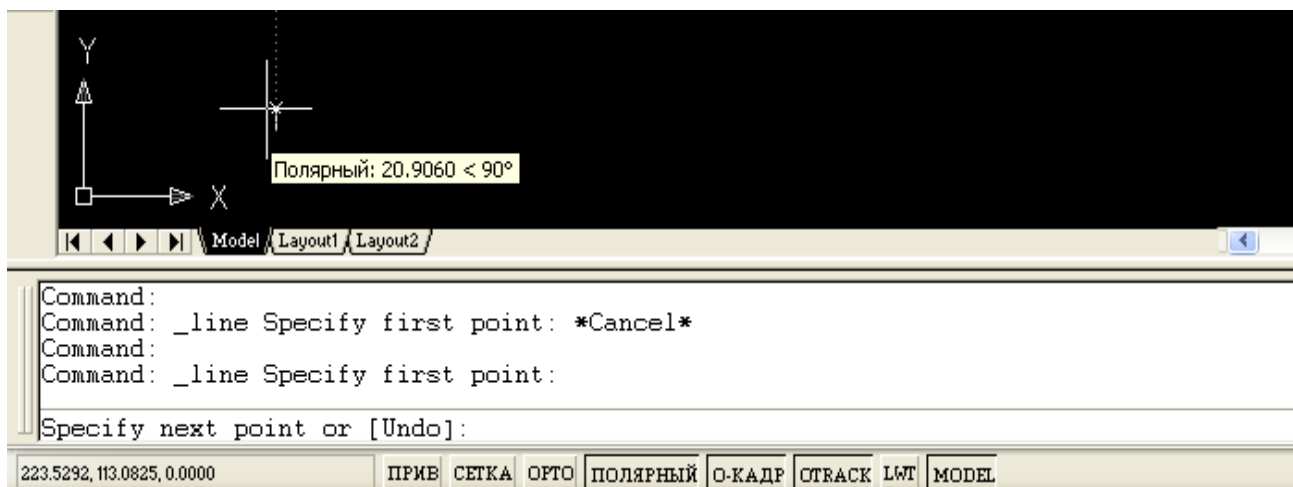 Y
Полярный: 20.9060 < 90°
X
Model Layout1 Layout2
Command:
Command: _line Specify first point: *Cancel*
Command:
Command: _line Specify first point:
Specify next point or [Undo]:
223.5292, 113.0825, 0.0000 ПРИВ СЕТКА ОРТО ПОЛЯРНЫЙ О-КАДР OTRACK LWT MODEL